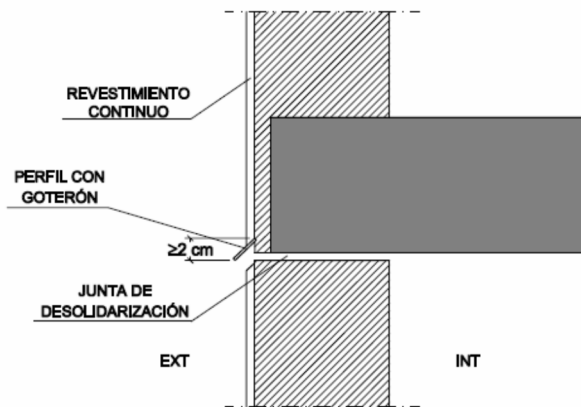 REVESTIMIENTO
CONTINUO
PERFIL CON
GOTERÓN
≥2 cm
JUNTA DE
DESOLIDARIZACIÓN
EXT
INT